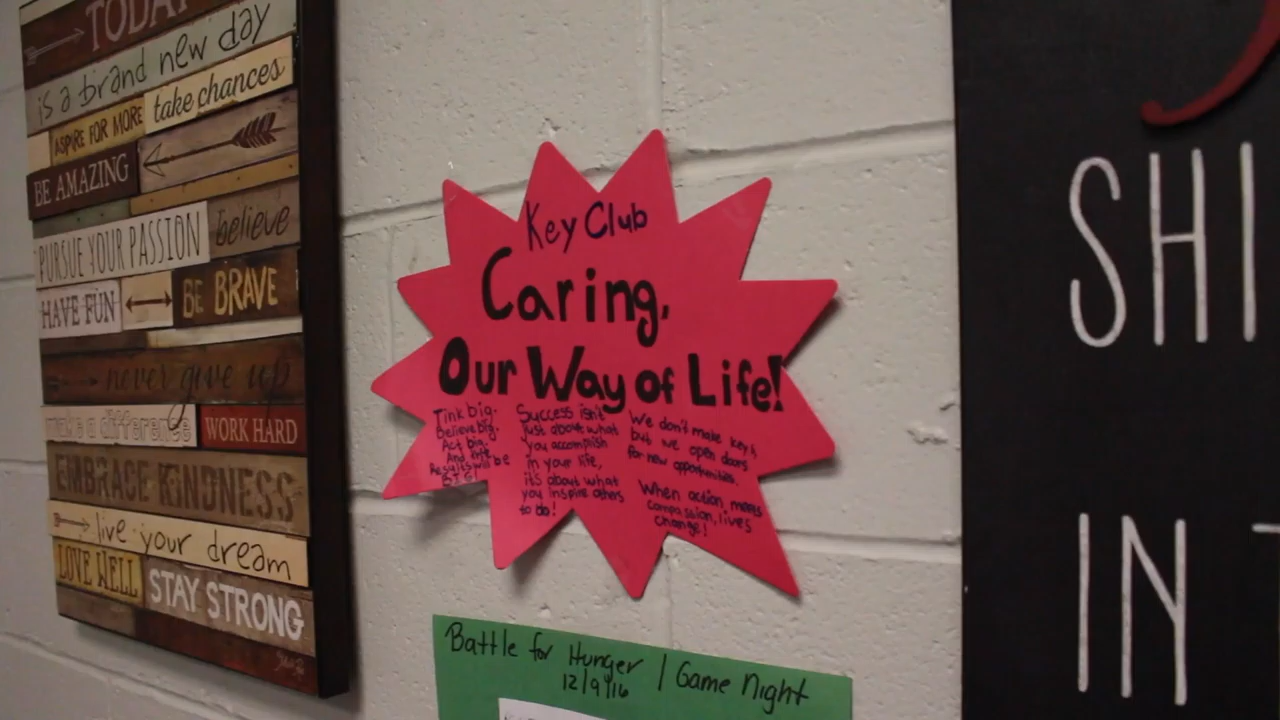 TODAY
is a brand new day
ASPIRE FOR MORE take chances
BE AMAZING
PURSUE YOUR PASSION believe
HAVE FUN BE BRAVE
never give up
make a difference WORK HARD
EMBRACE KINDNESS
live your dream
LOVE WELL STAY STRONG
Key Club
Caring,
Our Way of Life!
Tink big.
Believe big.
Act big.
And the
Results will be
BIG!
Success isn't
just about what
you accomplish
in your life,
it's about what
you inspire others
to do!
We don't make keys,
but we open doors
for new opportunities.
When action meets
compassion, lives
change!
Battle for Hunger / Game Night
12/9/16
SHI
IN